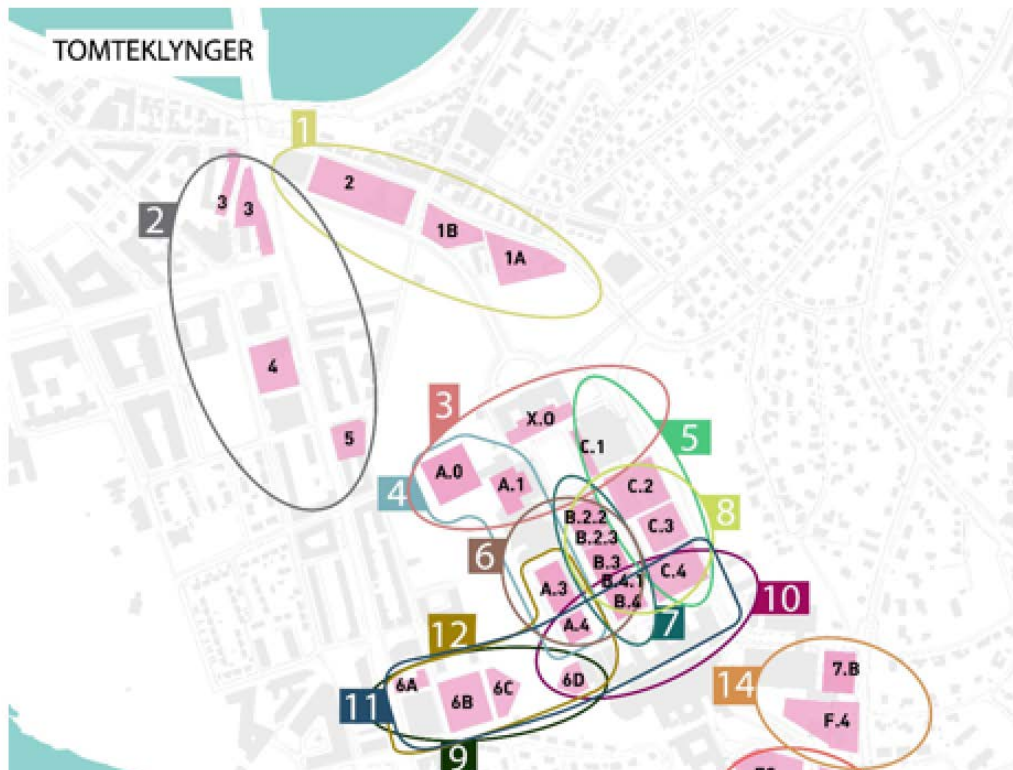 TOMTEKLYNGER
1
2
3
3
2
1B
1A
4
5
3
X.O
C.1
5
A.0
A.1
4
C.2
8
B.2.2
B.2.3
C.3
6
B.3
C.4
B.4.1
A.3
B.4
10
A.4
7
12
6A
6B
6C
6D
11
9
14
7.B
F.4